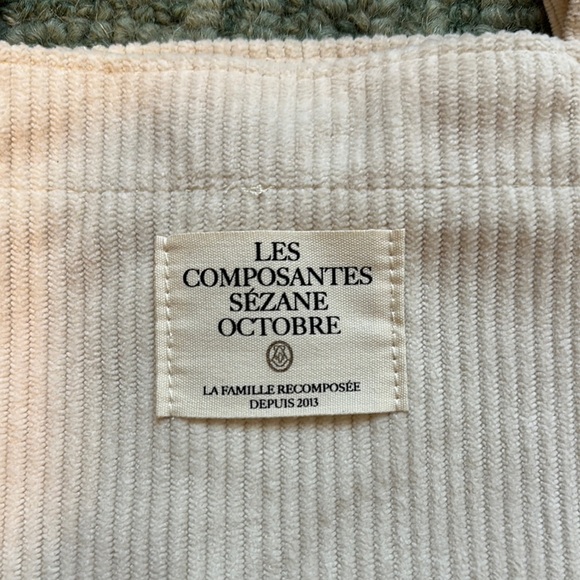 LES
COMPOSANTES
SÉZANE
OCTOBRE
LA FAMILLE RECOMPOSÉE
DEPUIS 2013